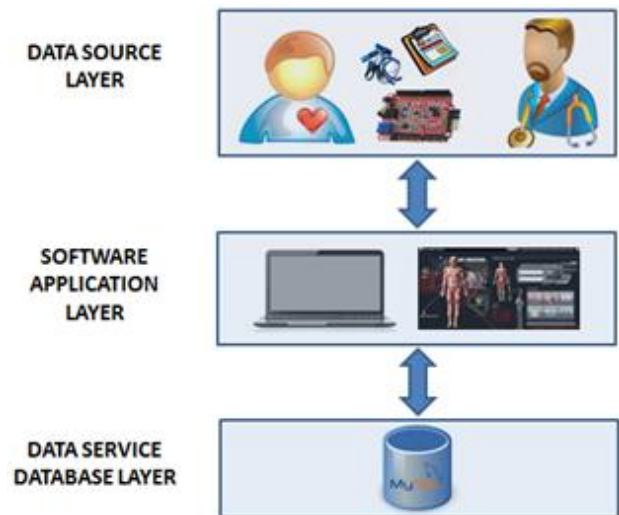 DATA SOURCE
LAYER
SOFTWARE
APPLICATION
LAYER
DATA SERVICE
DATABASE LAYER